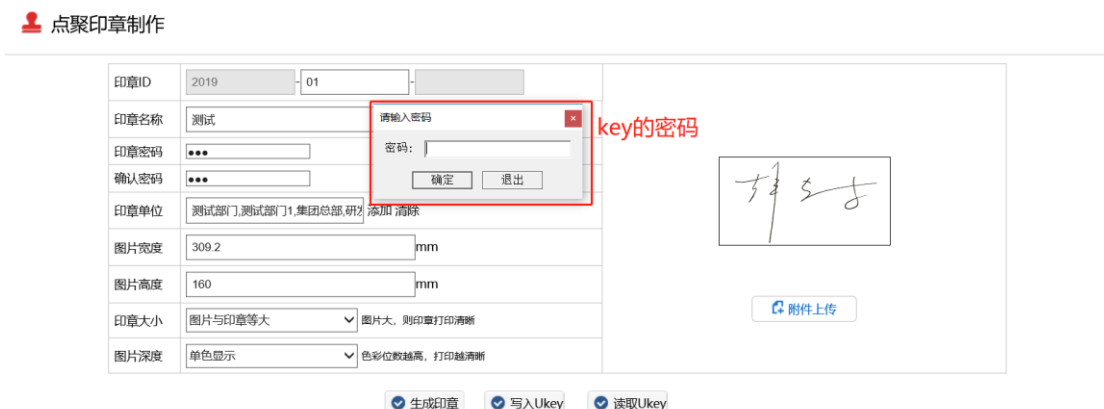 点聚印章制作
印章ID 2019 - 01 -
印章名称 测试
请输入密码 ×
key的密码
密码:
确定 退出
印章密码 •••
确认密码 •••
印章单位 测试部门,测试部门1,集团总部,研发 添加 清除
图片宽度 309.2 mm
图片高度 160 mm
印章大小 图片与印章等大 图片大，则印章打印清晰
图片深度 单色显示 色彩位数越高，打印越清晰
附件上传
生成印章 写入Ukey 读取Ukey